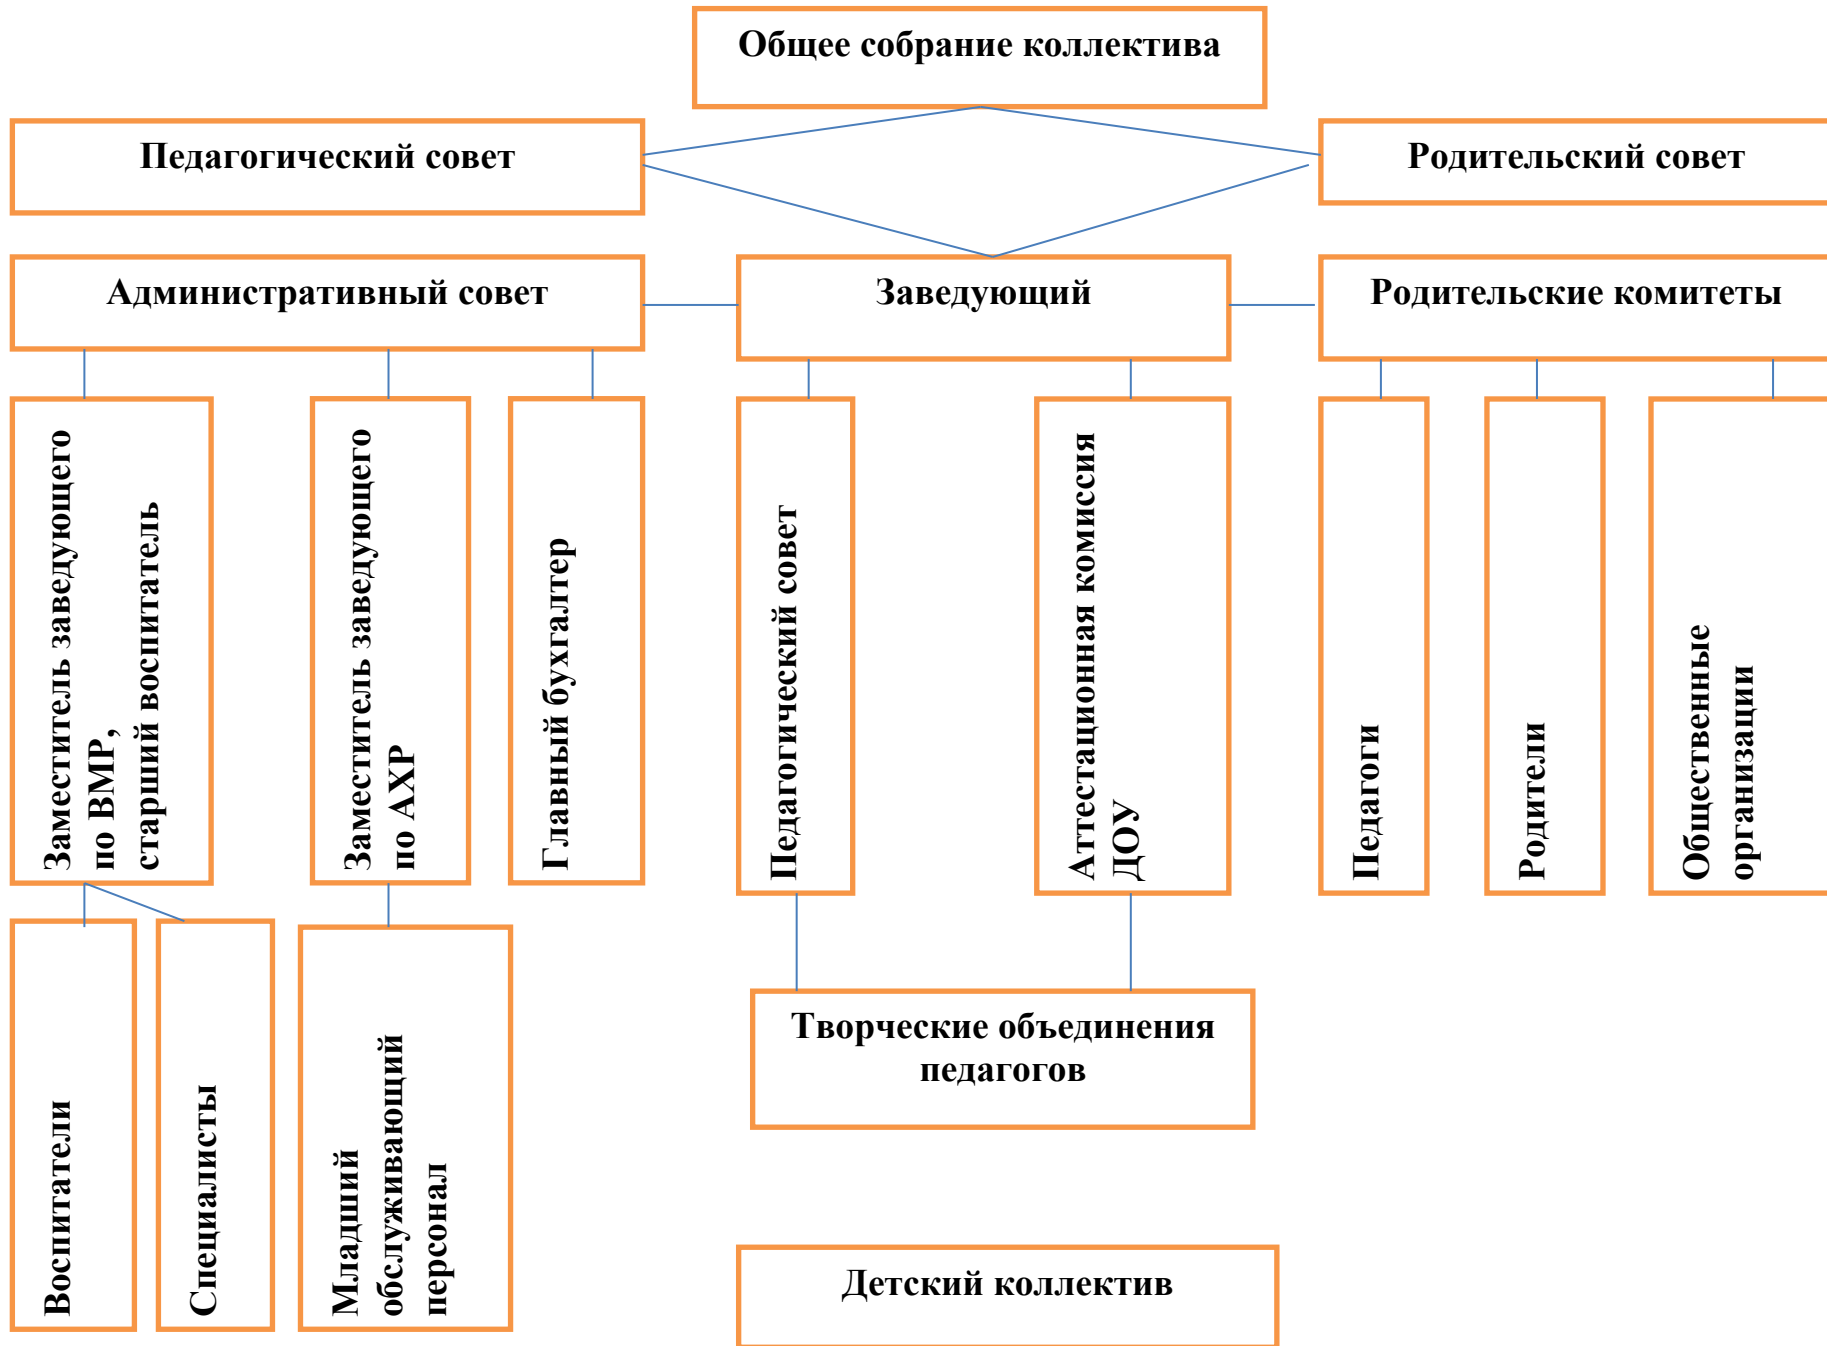 Общее собрание коллектива
Педагогический совет
Родительский совет
Административный совет
Заведующий
Родительские комитеты
Заместитель заведующего
по ВМР,
старший воспитатель
Заместитель заведующего
по АХР
Главный бухгалтер
Педагогический совет
Аттестационная комиссия
ДОУ
Педагоги
Родители
Общественные
организации
Воспитатели
Специалисты
Младший
обслуживающий
персонал
Творческие объединения
педагогов
Детский коллектив